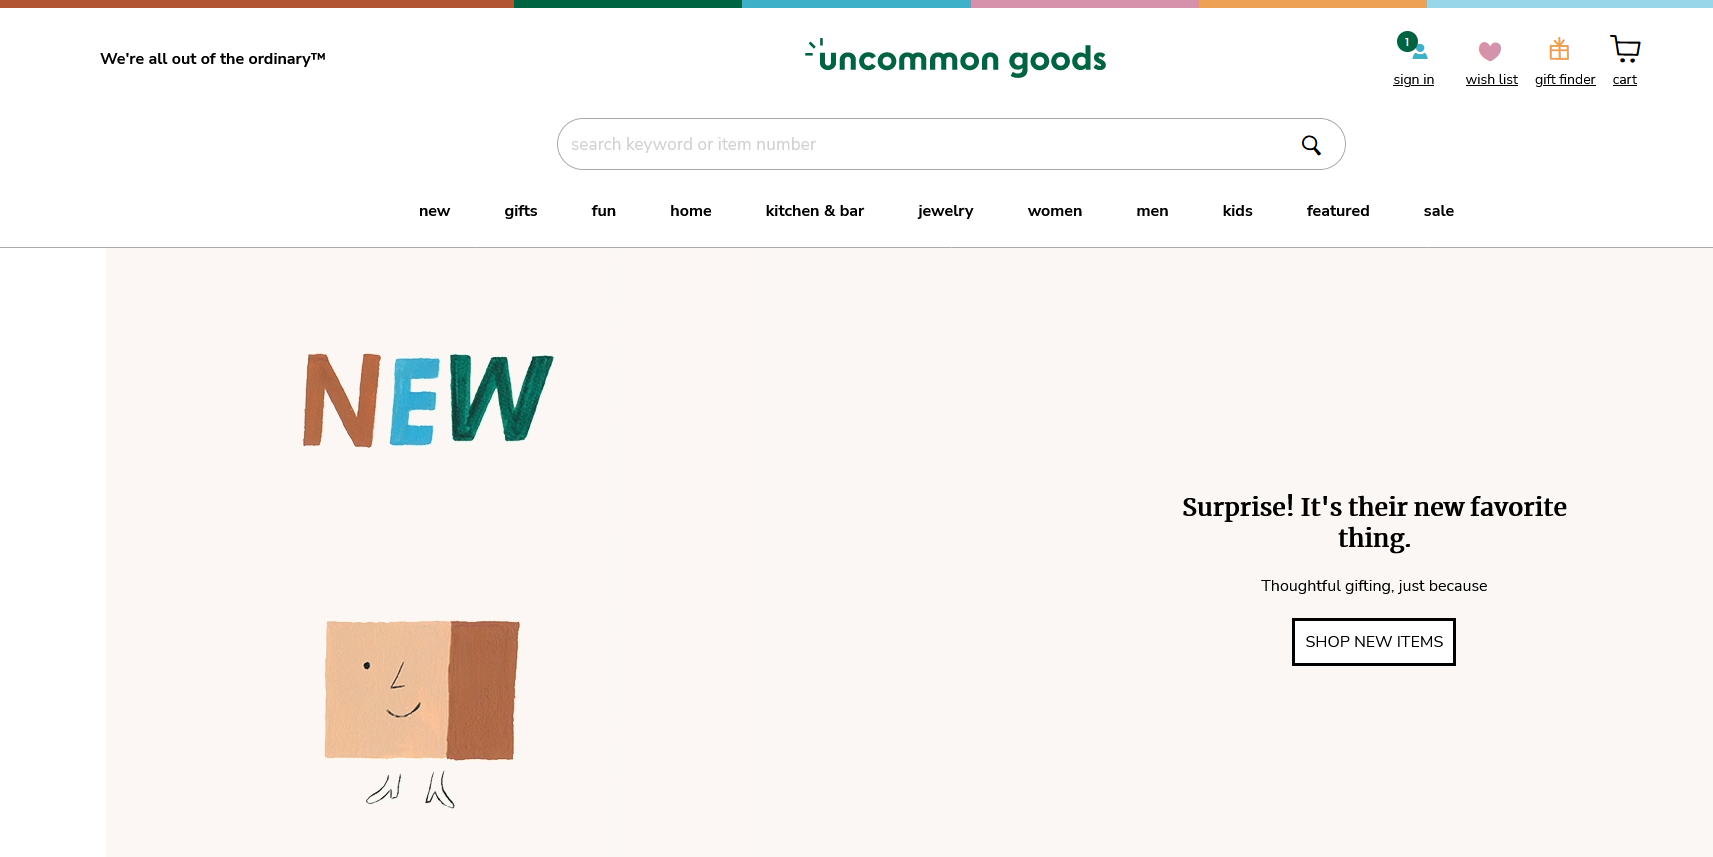 We're all out of the ordinary™
uncommon goods
1
sign in
wish list
gift finder
cart
search keyword or item number
new
gifts
fun
home
kitchen & bar
jewelry
women
men
kids
featured
sale
NEW
Surprise! It's their new favorite
thing.
Thoughtful gifting, just because
SHOP NEW ITEMS